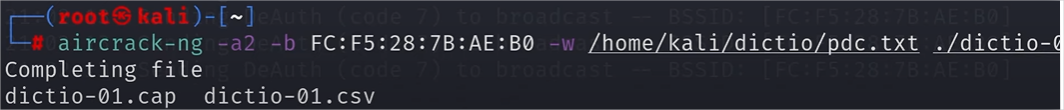 ┌──(root㉿kali)-[~]
└─# aircrack-ng -a2 -b FC:F5:28:7B:AE:B0 -w /home/kali/dictio/pdc.txt ./dictio-0
Completing file
dictio-01.cap dictio-01.csv